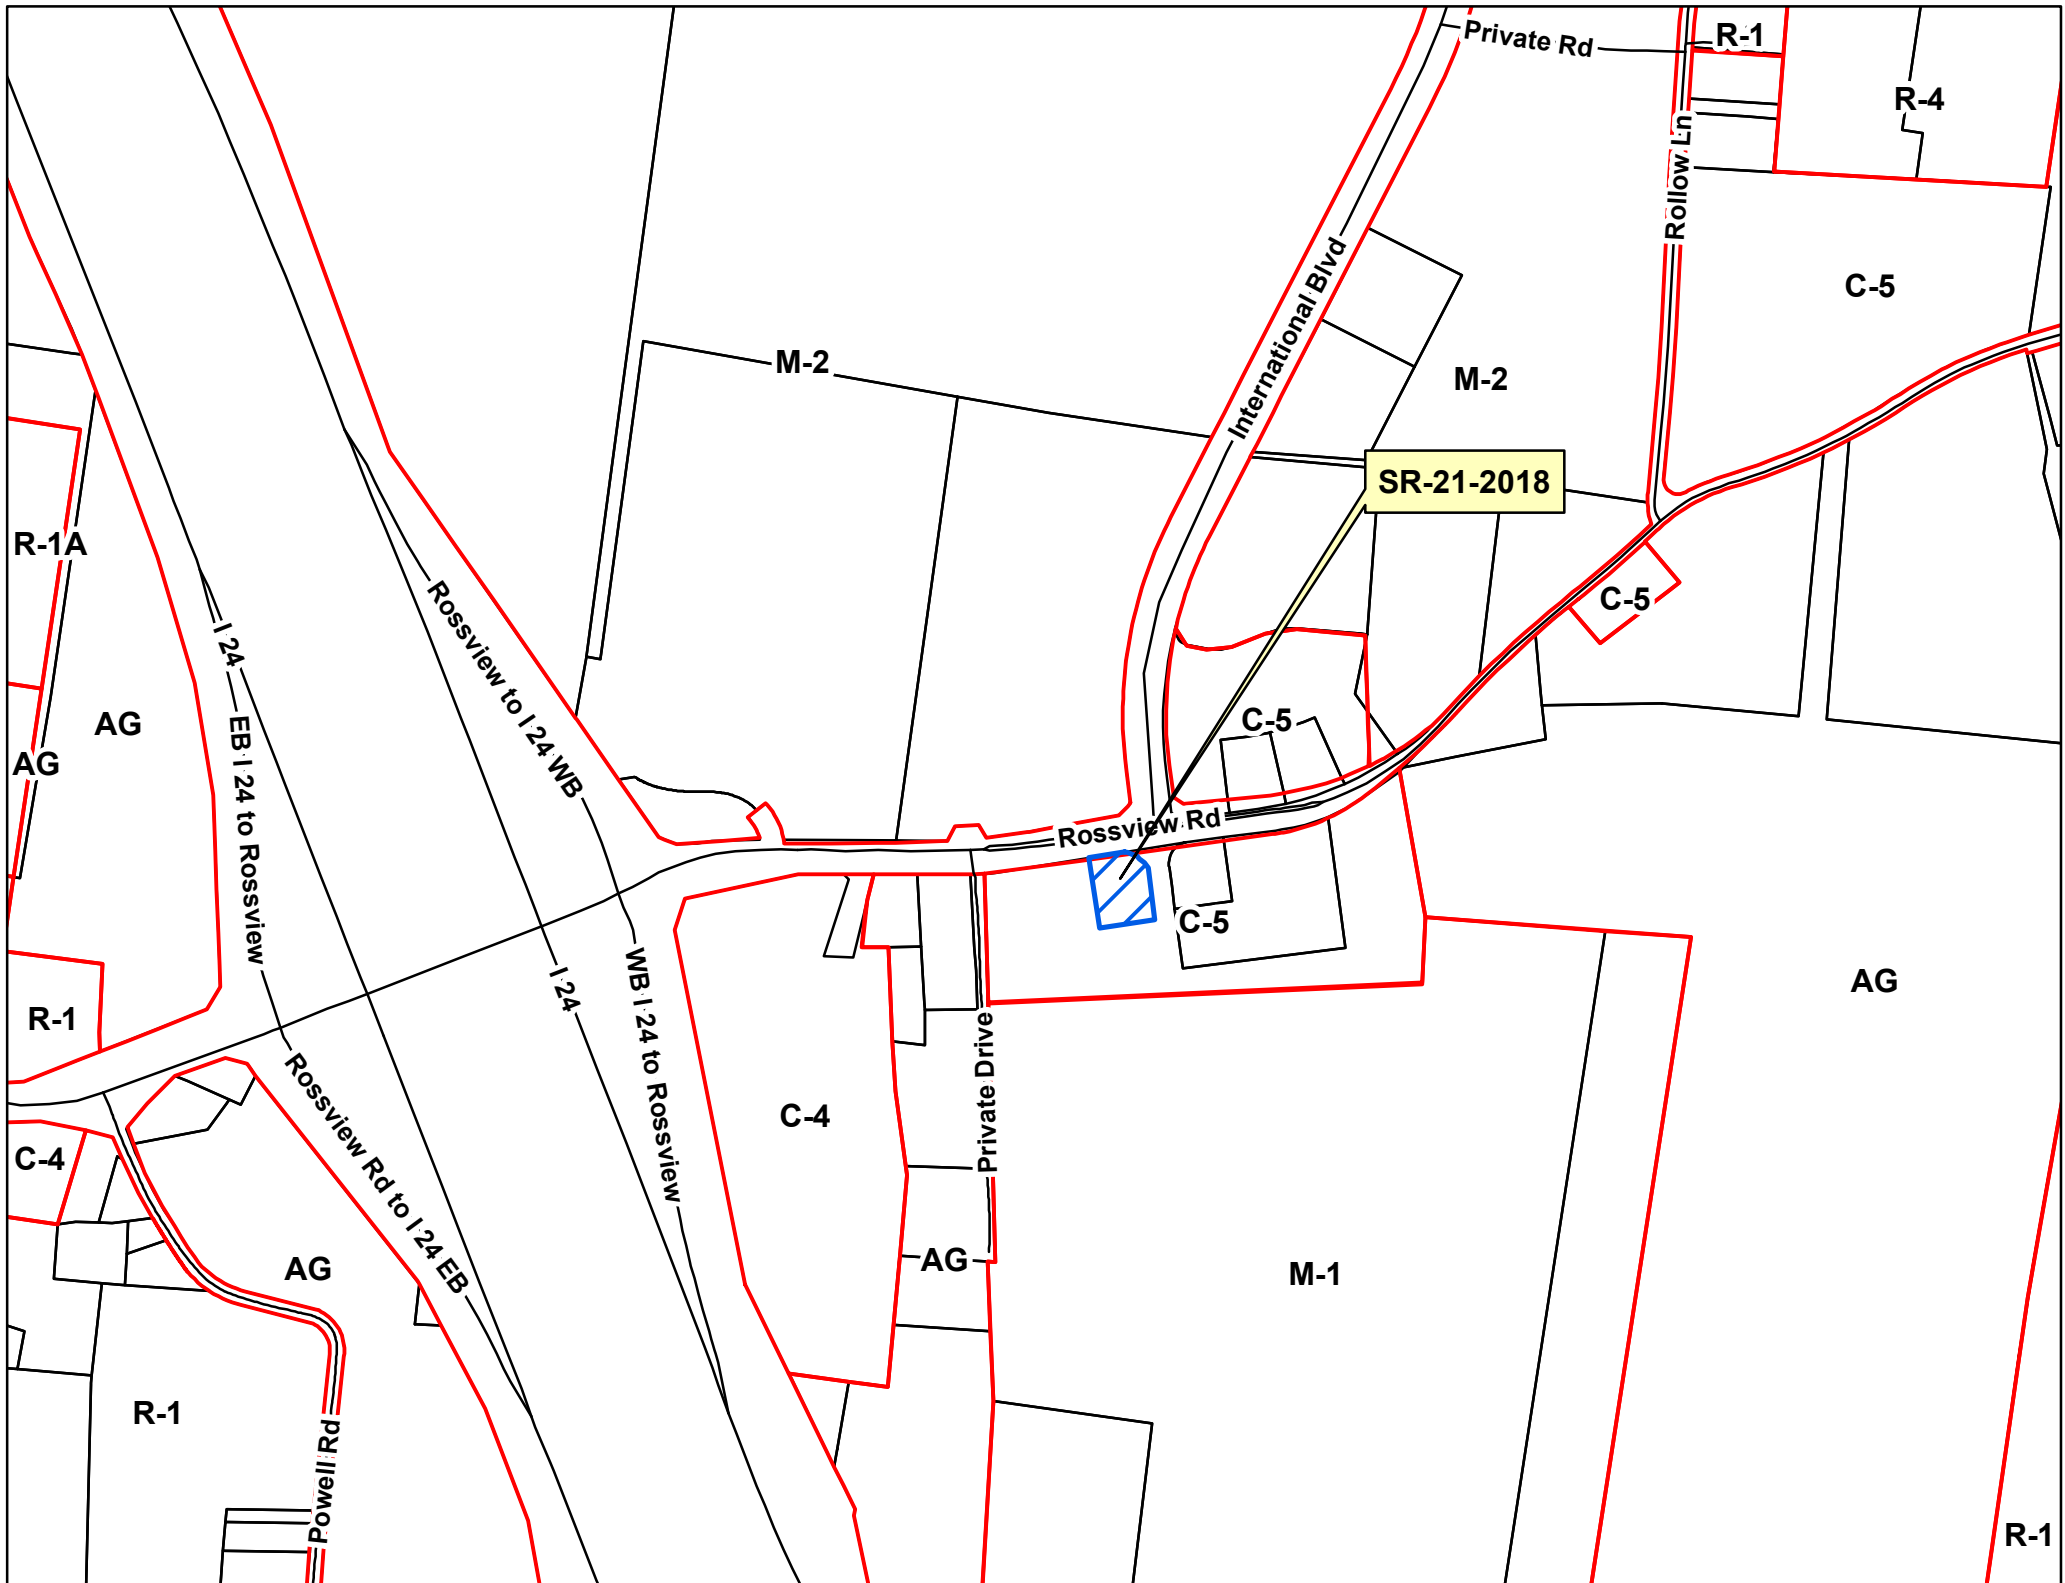 Private Rd
R-1
R-4
Rollow Ln
C-5
International Blvd
M-2
M-2
SR-21-2018
R-1A
C-5
I 24
Rossview to I 24 WB
AG
AG
EB I 24 to Rossview
C-5
Rossview Rd
C-5
I 24
WB I 24 to Rossview
AG
R-1
Private Drive
Rossview Rd to I 24 EB
C-4
C-4
AG
AG
M-1
R-1
Powell Rd
R-1